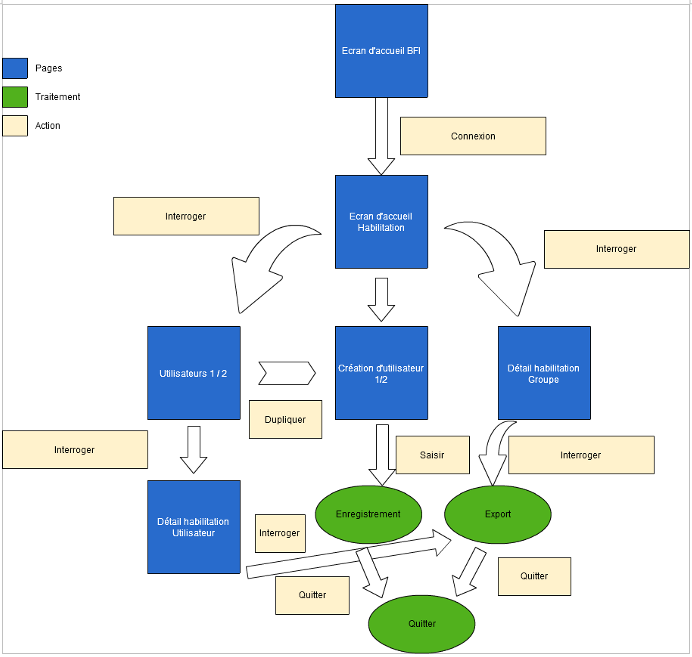 Ecran d'accueil BFI
Pages
Traitement
Action
Connexion
Ecran d'accueil
Habilitation
Interroger
Interroger
Utilisateurs 1 / 2
Création d'utilisateur
1/2
Détail habilitation
Groupe
Dupliquer
Interroger
Saisir
Interroger
Détail habilitation
Utilisateur
Enregistrement
Export
Interroger
Quitter
Quitter
Quitter